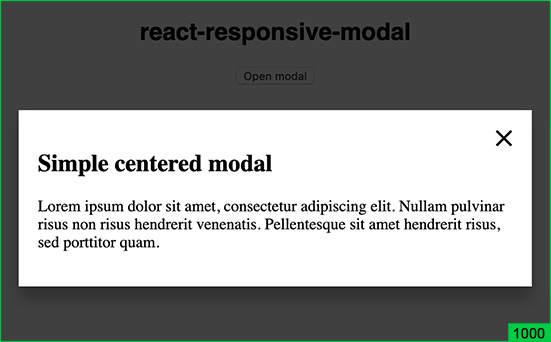 react-responsive-modal
Open modal
Simple centered modal
Lorem ipsum dolor sit amet, consectetur adipiscing elit. Nullam pulvinar
risus non risus hendrerit venenatis. Pellentesque sit amet hendrerit risus,
sed porttitor quam.
1000